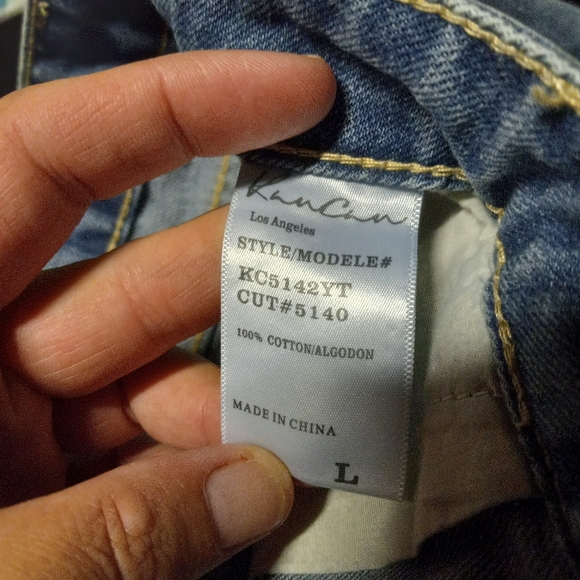 KanCan
Los Angeles
STYLE/MODELE#
KC5142YT
CUT#5140
100% COTTON/ALGODON
MADE IN CHINA
L